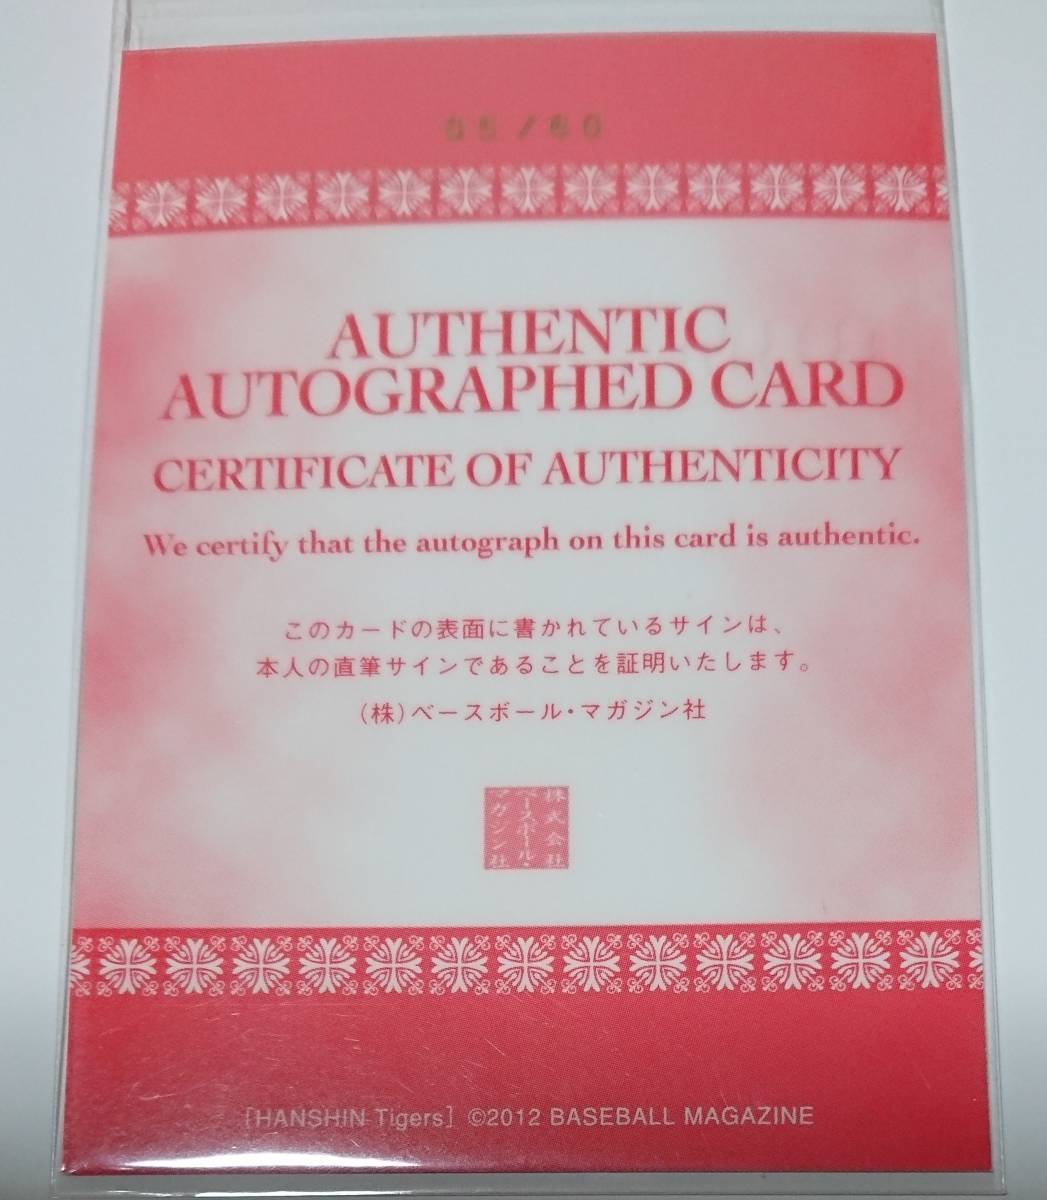 05/60
AUTHENTIC
AUTOGRAPHED CARD
CERTIFICATE OF AUTHENTICITY
We certify that the autograph on this card is authentic.
このカードの表面に書かれているサインは、
本人の直筆サインであることを証明いたします。
(株)ベースボール・マガジン社
株式会社
ベースボール・
マガジン社
[HANSHIN Tigers] ©2012 BASEBALL MAGAZINE